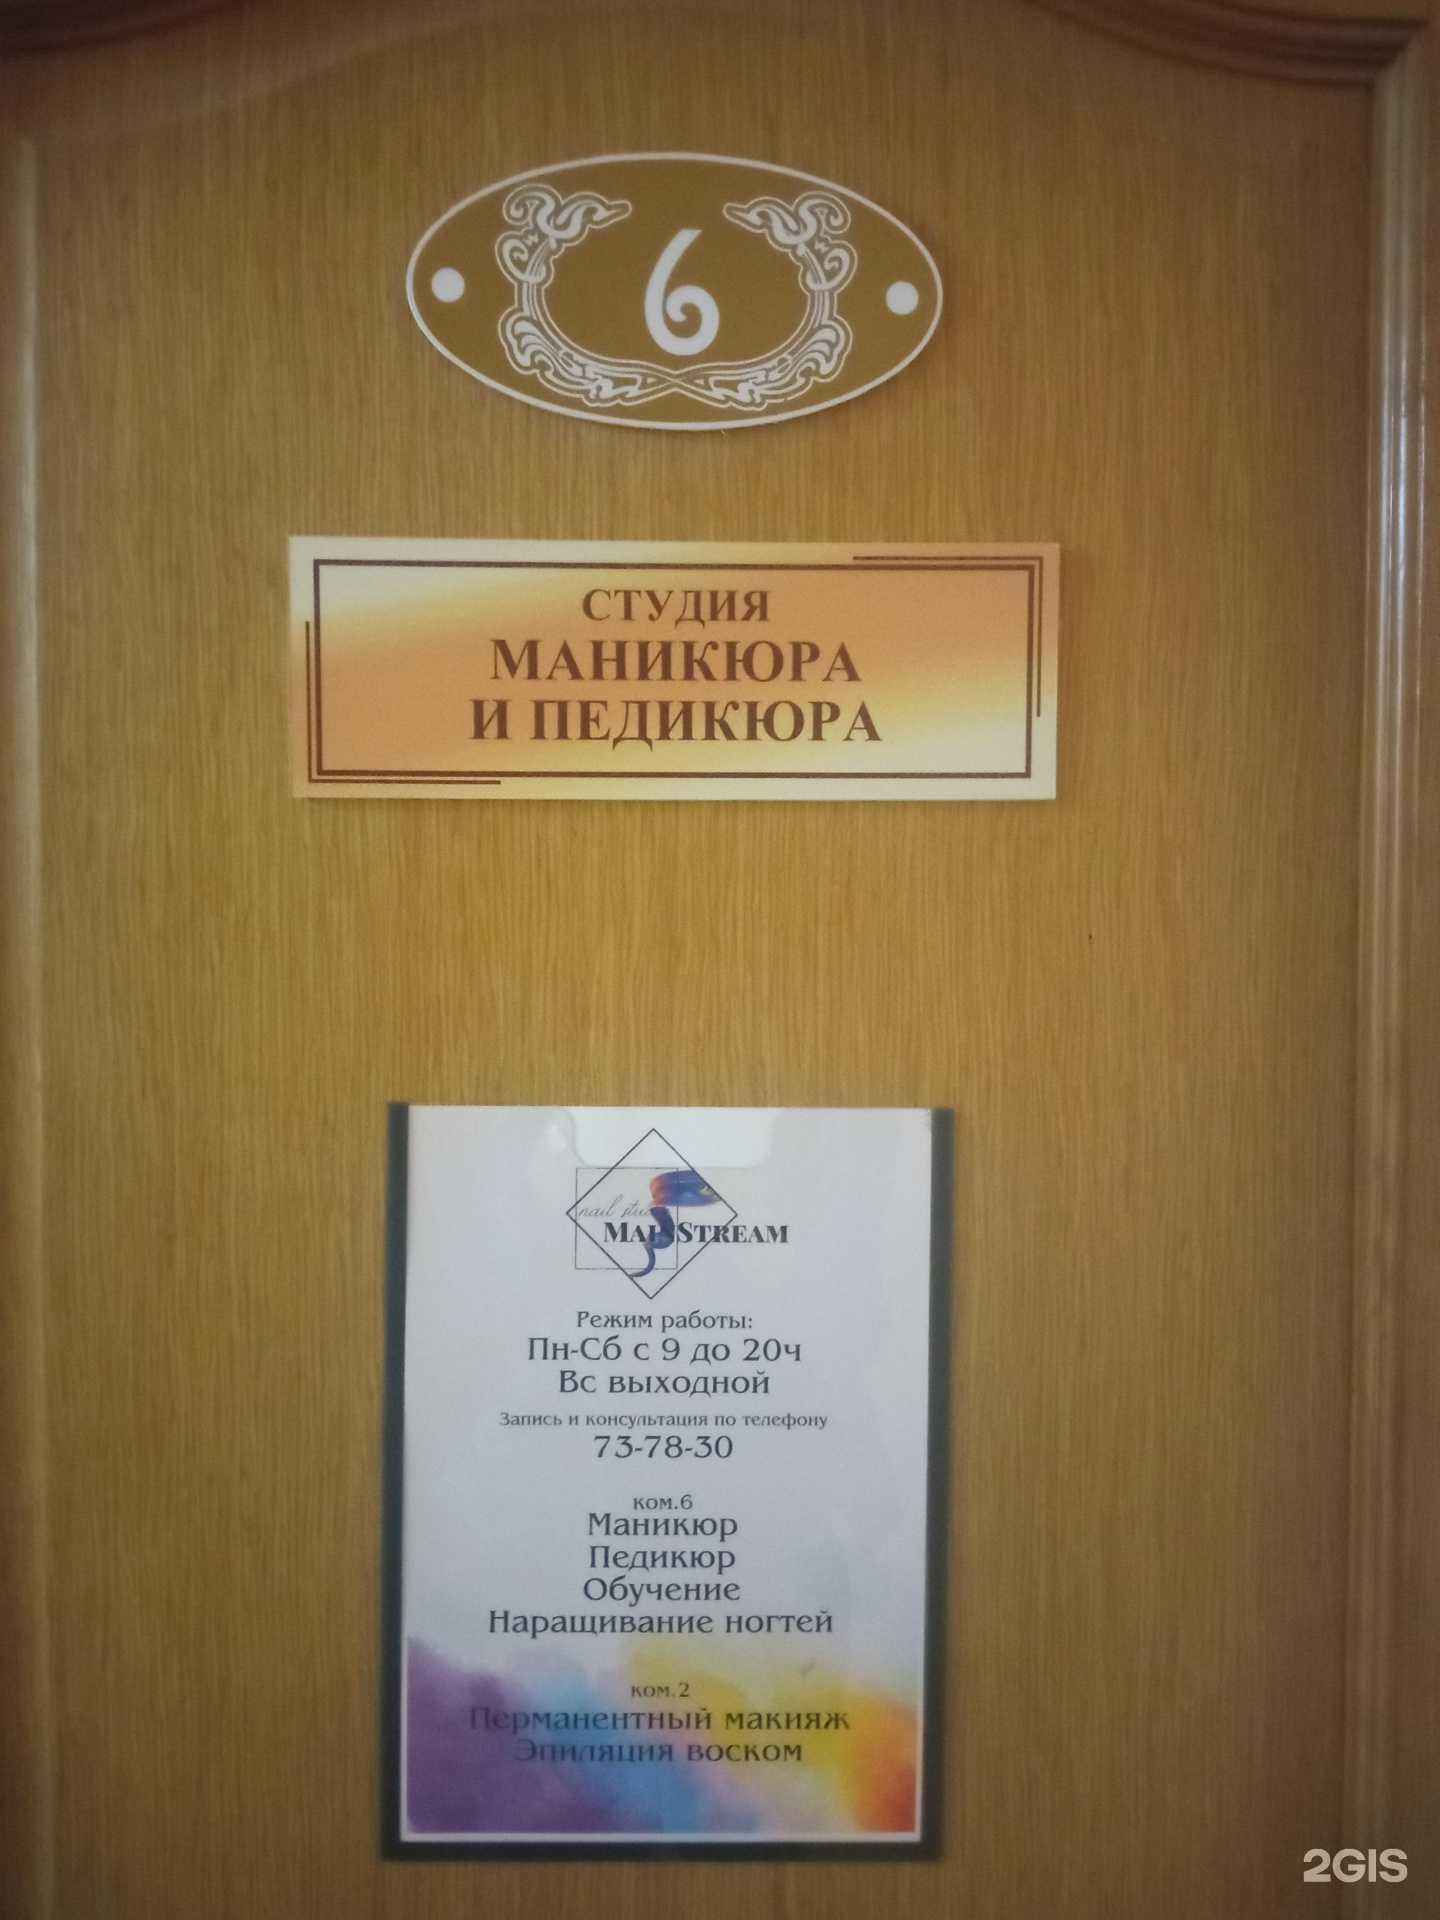 6
СТУДИЯ
МАНИКЮРА
И ПЕДИКЮРА
nail
MAINSTREAM
Режим работы:
Пн-Сб с 9 до 20ч
Вс выходной
Запись и консультация по телефону
73-78-30
ком.6
Маникюр
Педикюр
Обучение
Наращивание ногтей
ком.2
Перманентный макияж
Эпиляция воском
2GIS